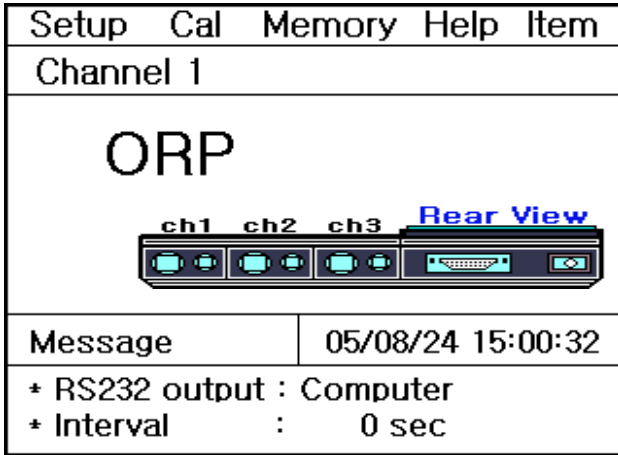 Setup Cal Memory Help Item
Channel 1
ORP
ch1 ch2 ch3 Rear View
Message 05/08/24 15:00:32
* RS232 output : Computer
* Interval : 0 sec